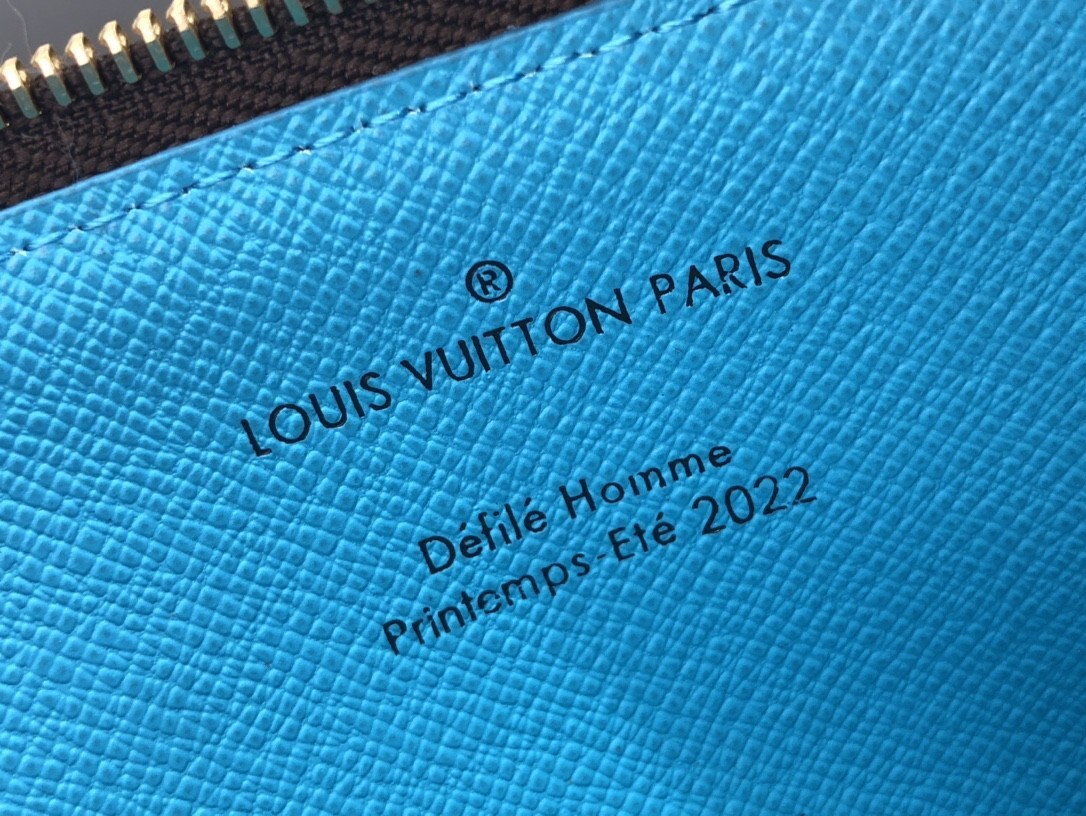 ®
LOUIS VUITTON PARIS
Défilé Homme
Printemps-Eté 2022